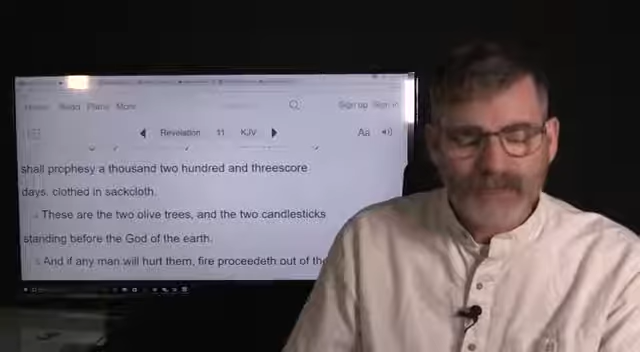 Home Read Plans More Sign up Sign in
Revelation 11 KJV Aa
shall prophesy a thousand two hundred and threescore
days, clothed in sackcloth.
These are the two olive trees, and the two candlesticks
standing before the God of the earth.
And if any man will hurt them, fire proceedeth out of the